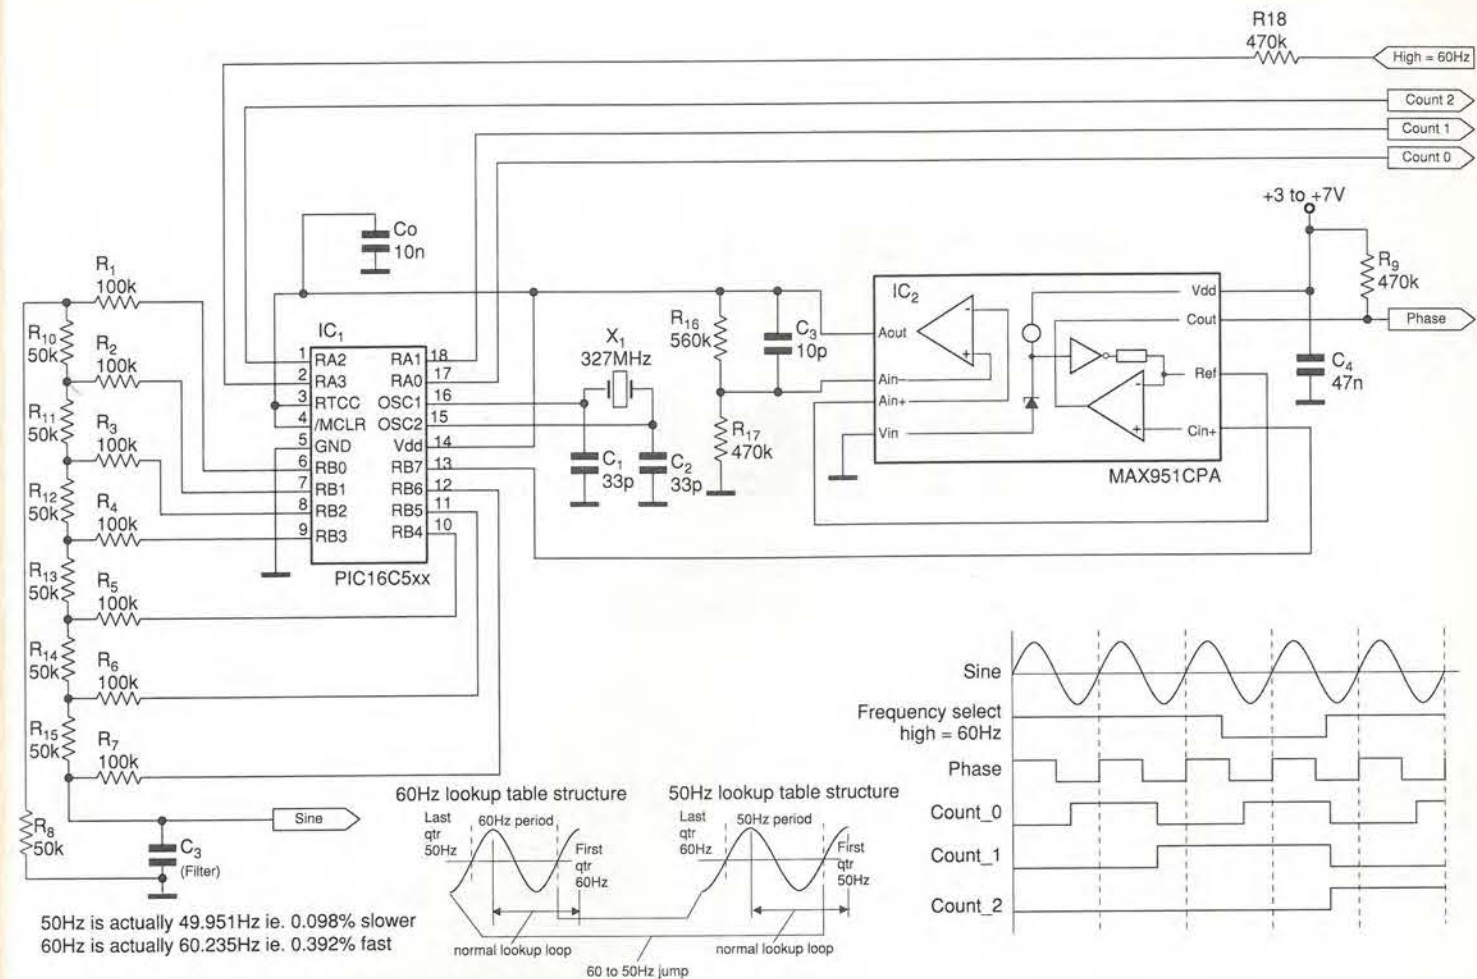 R18
470k
High = 60Hz
Count 2
Count 1
Count 0
+3 to +7V
Co
10n
R1
100k
R9
470k
IC2
Vdd
Cout
Phase
Aout
Ain–
Ain+
Vin
Ref
Cin+
C4
47n
MAX951CPA
R10
50k
R2
100k
IC1
X1
327MHz
R16
560k
C3
10p
1 RA2 RA1 18
2 RA3 RA0 17
3 RTCC OSC1 16
4 /MCLR OSC2 15
5 GND Vdd 14
6 RB0 RB7 13
7 RB1 RB6 12
8 RB2 RB5 11
9 RB3 RB4 10
PIC16C5xx
R11
50k
R3
100k
C1
33p
C2
33p
R17
470k
R12
50k
R4
100k
R13
50k
R5
100k
R14
50k
R6
100k
R15
50k
R7
100k
R8
50k
Sine
C3
(Filter)
50Hz is actually 49.951Hz ie. 0.098% slower
60Hz is actually 60.235Hz ie. 0.392% fast
60Hz lookup table structure
Last
qtr
50Hz
60Hz period
First
qtr
60Hz
normal lookup loop
50Hz lookup table structure
Last
qtr
60Hz
50Hz period
First
qtr
50Hz
normal lookup loop
60 to 50Hz jump
Sine
Frequency select
high = 60Hz
Phase
Count_0
Count_1
Count_2